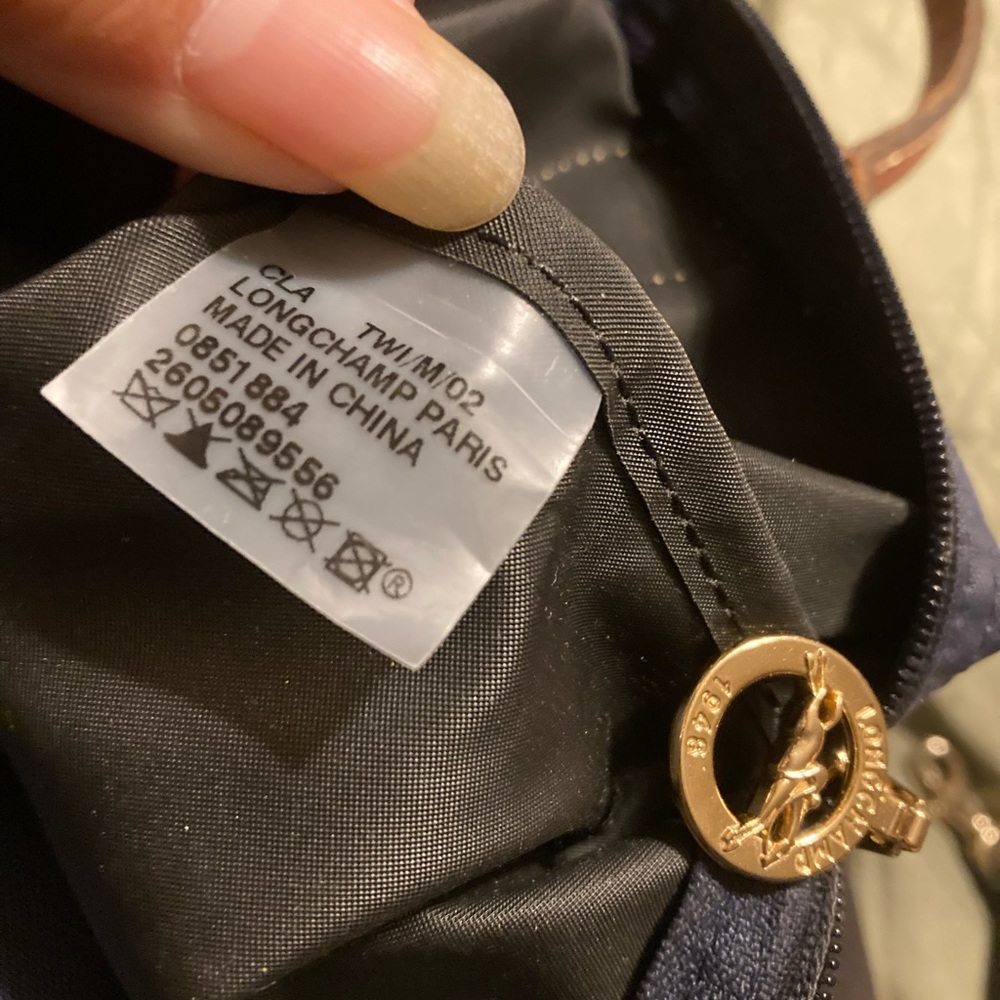 CLA TWI/M/02
LONGCHAMP PARIS
MADE IN CHINA
0851884
2605089556
®
1948
LONGCHAMP